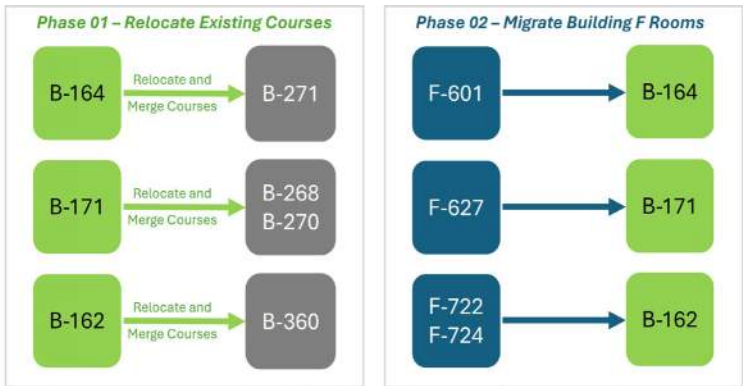 Phase 01 – Relocate Existing Courses
B-164
Relocate and
Merge Courses
B-271
B-171
Relocate and
Merge Courses
B-268
B-270
B-162
Relocate and
Merge Courses
B-360
Phase 02 – Migrate Building F Rooms
F-601
B-164
F-627
B-171
F-722
F-724
B-162